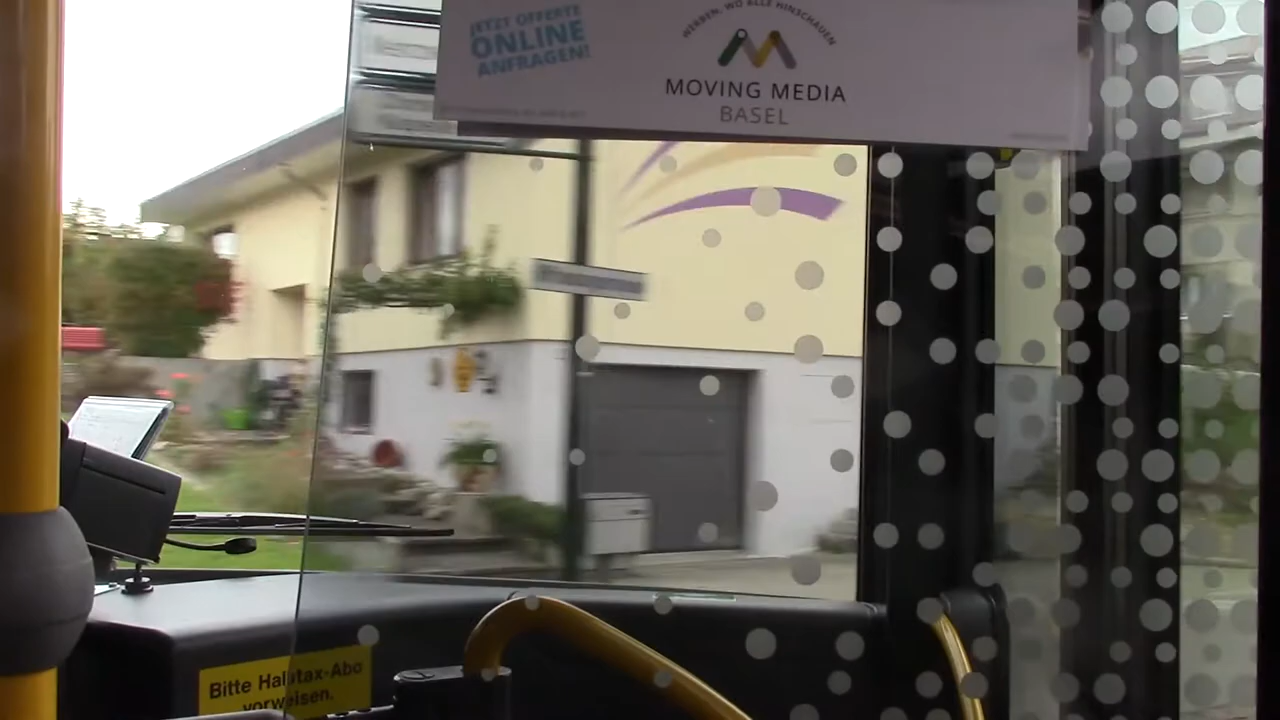 JETZT OFFERTE
ONLINE
ANFRAGEN!
WERBEN, WO ALLE HINSCHAUEN
MOVING MEDIA
BASEL
Bitte Halbtax-Abo
vorweisen.